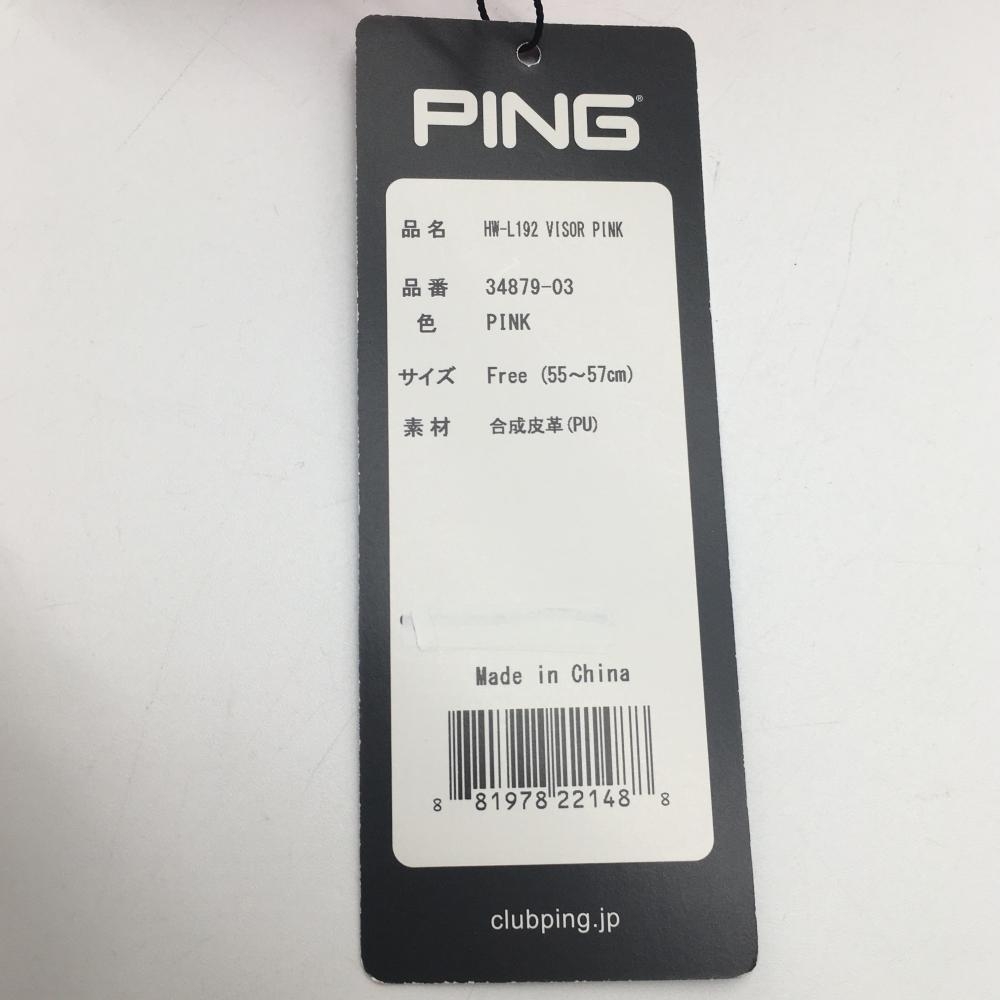 PING®
品名 HW-L192 VISOR PINK
品番 34879-03
色 PINK
サイズ Free (55～57cm)
素材 合成皮革(PU)
Made in China
8 81978 22148 8
clubping.jp